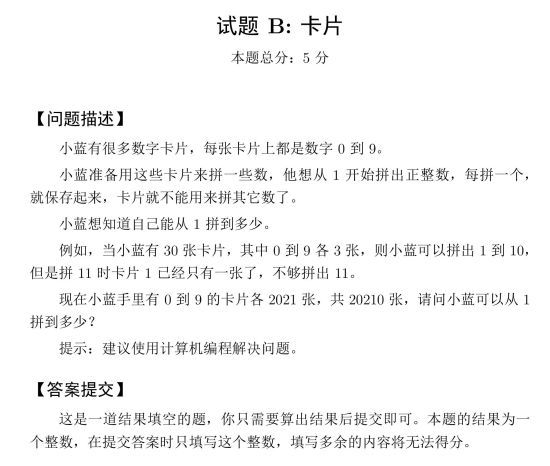 试题 B: 卡片
本题总分：5 分
【问题描述】
小蓝有很多数字卡片，每张卡片上都是数字 0 到 9。
小蓝准备用这些卡片来拼一些数，他想从 1 开始拼出正整数，每拼一个，
就保存起来，卡片就不能用来拼其它数了。
小蓝想知道自己能从 1 拼到多少。
例如，当小蓝有 30 张卡片，其中 0 到 9 各 3 张，则小蓝可以拼出 1 到 10，
但是拼 11 时卡片 1 已经只有一张了，不够拼出 11。
现在小蓝手里有 0 到 9 的卡片各 2021 张，共 20210 张，请问小蓝可以从 1
拼到多少？
提示：建议使用计算机编程解决问题。
【答案提交】
这是一道结果填空的题，你只需要算出结果后提交即可。本题的结果为一
个整数，在提交答案时只填写这个整数，填写多余的内容将无法得分。